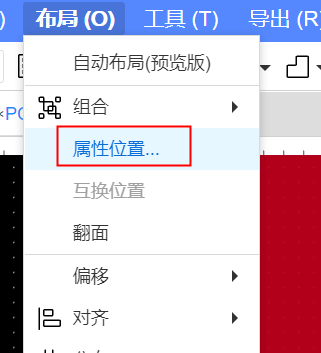 ) 布局 (O) 工具 (T) 导出 (R)
自动布局(预览版)
组合
PC
属性位置...
互换位置
翻面
偏移
对齐